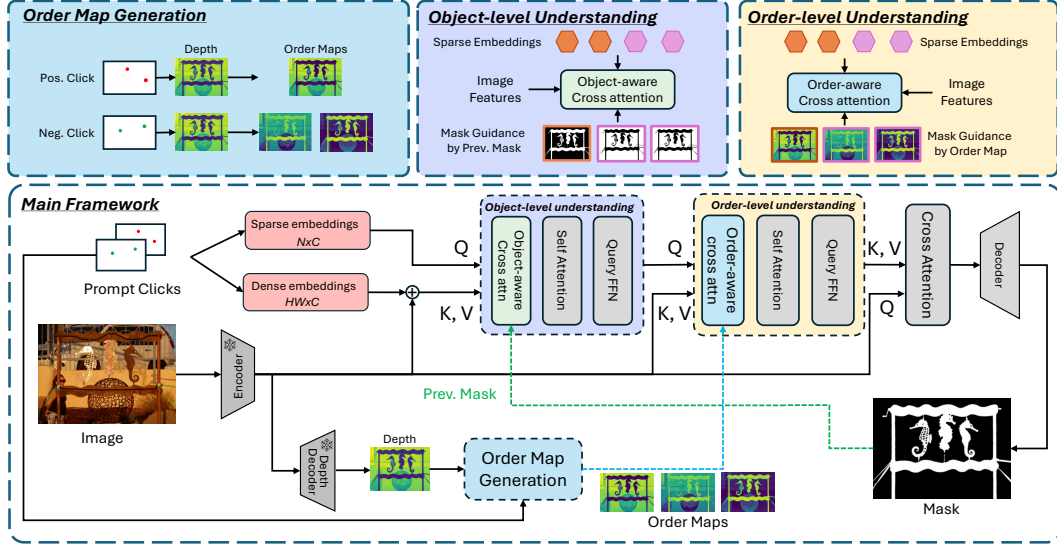 Order Map Generation
Depth
Order Maps
Pos. Click
Neg. Click
Object-level Understanding
Sparse Embeddings
Image
Features
Object-aware
Cross attention
Mask Guidance
by Prev. Mask
Order-level Understanding
Sparse Embeddings
Order-aware
Cross attention
Image
Features
Mask Guidance
by Order Map
Main Framework
Prompt Clicks
Sparse embeddings
NxC
Dense embeddings
HWxC
Q
K, V
Object-level understanding
Object-aware
Cross attn
Self Attention
Query FFN
Q
K, V
Order-level understanding
Order-aware
cross attn
Self Attention
Query FFN
K, V
Q
Cross Attention
Decoder
Image
Encoder
Prev. Mask
Depth
Decoder
Depth
Order Map
Generation
Order Maps
Mask